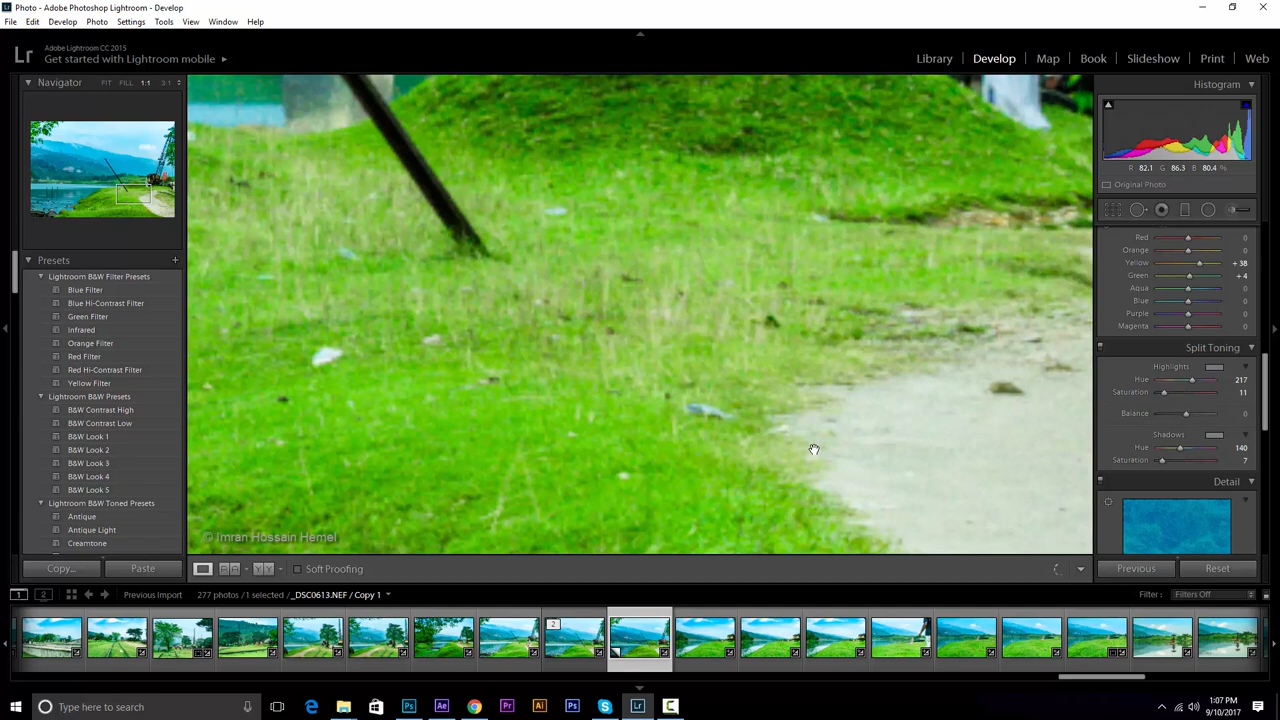 Photo - Adobe Photoshop Lightroom - Develop
File Edit Develop Photo Settings Tools View Window Help
Lr Adobe Lightroom CC 2015
Get started with Lightroom mobile
Library Develop Map Book Slideshow Print Web
Navigator FIT FILL 1:1 3:1
Histogram
R 82.1 G 86.3 B 80.4 %
Original Photo
Presets +
Lightroom B&W Filter Presets
Blue Filter
Blue Hi-Contrast Filter
Green Filter
Infrared
Orange Filter
Red Filter
Red Hi-Contrast Filter
Yellow Filter
Lightroom B&W Presets
B&W Contrast High
B&W Contrast Low
B&W Look 1
B&W Look 2
B&W Look 3
B&W Look 4
B&W Look 5
Lightroom B&W Toned Presets
Antique
Antique Light
Creamtone
Red 0
Orange 0
Yellow + 38
Green + 4
Aqua 0
Blue 0
Purple 0
Magenta 0
Split Toning
Highlights
Hue 217
Saturation 11
Balance 0
Shadows
Hue 140
Saturation 7
Detail
© Imran Hossain Hemel
Copy... Paste
Soft Proofing
Previous Reset
1 2 Previous Import 277 photos / 1 selected / _DSC0613.NEF / Copy 1
Filter : Filters Off
2
Type here to search
Ps Ae Pr Ai Ps Lr
1:07 PM
9/10/2017